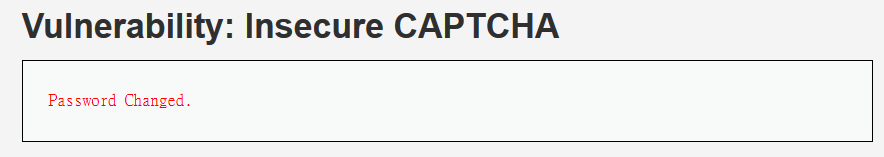 Vulnerability: Insecure CAPTCHA
Password Changed.